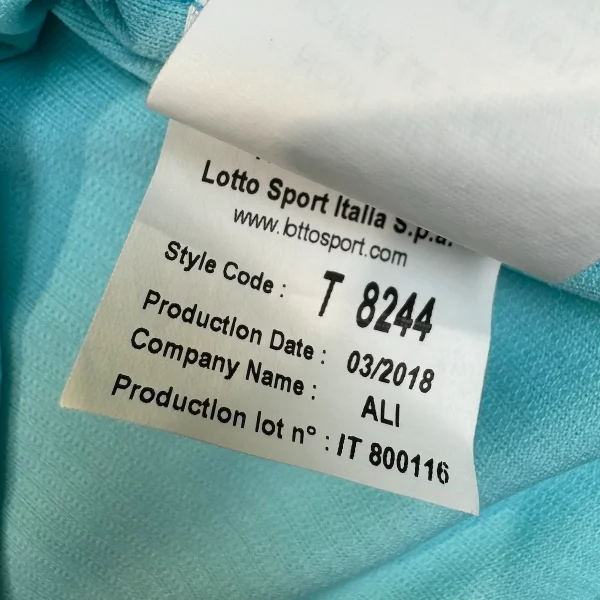 Lotto Sport Italia S.p.a.
www.lottosport.com
Style Code : T 8244
Production Date : 03/2018
Company Name : ALI
Production lot n° : IT 800116